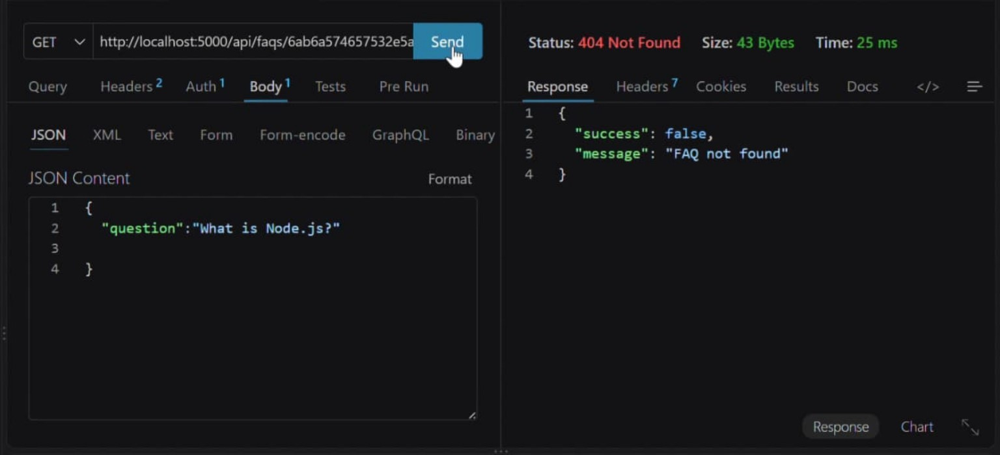 GET http://localhost:5000/api/faqs/6ab6a574657532e5a Send
Query Headers 2 Auth 1 Body 1 Tests Pre Run
JSON XML Text Form Form-encode GraphQL Binary
JSON Content Format
1 {
2 "question":"What is Node.js?"
3
4 }
Status: 404 Not Found Size: 43 Bytes Time: 25 ms
Response Headers 7 Cookies Results Docs </>
1 {
2 "success": false,
3 "message": "FAQ not found"
4 }
Response Chart